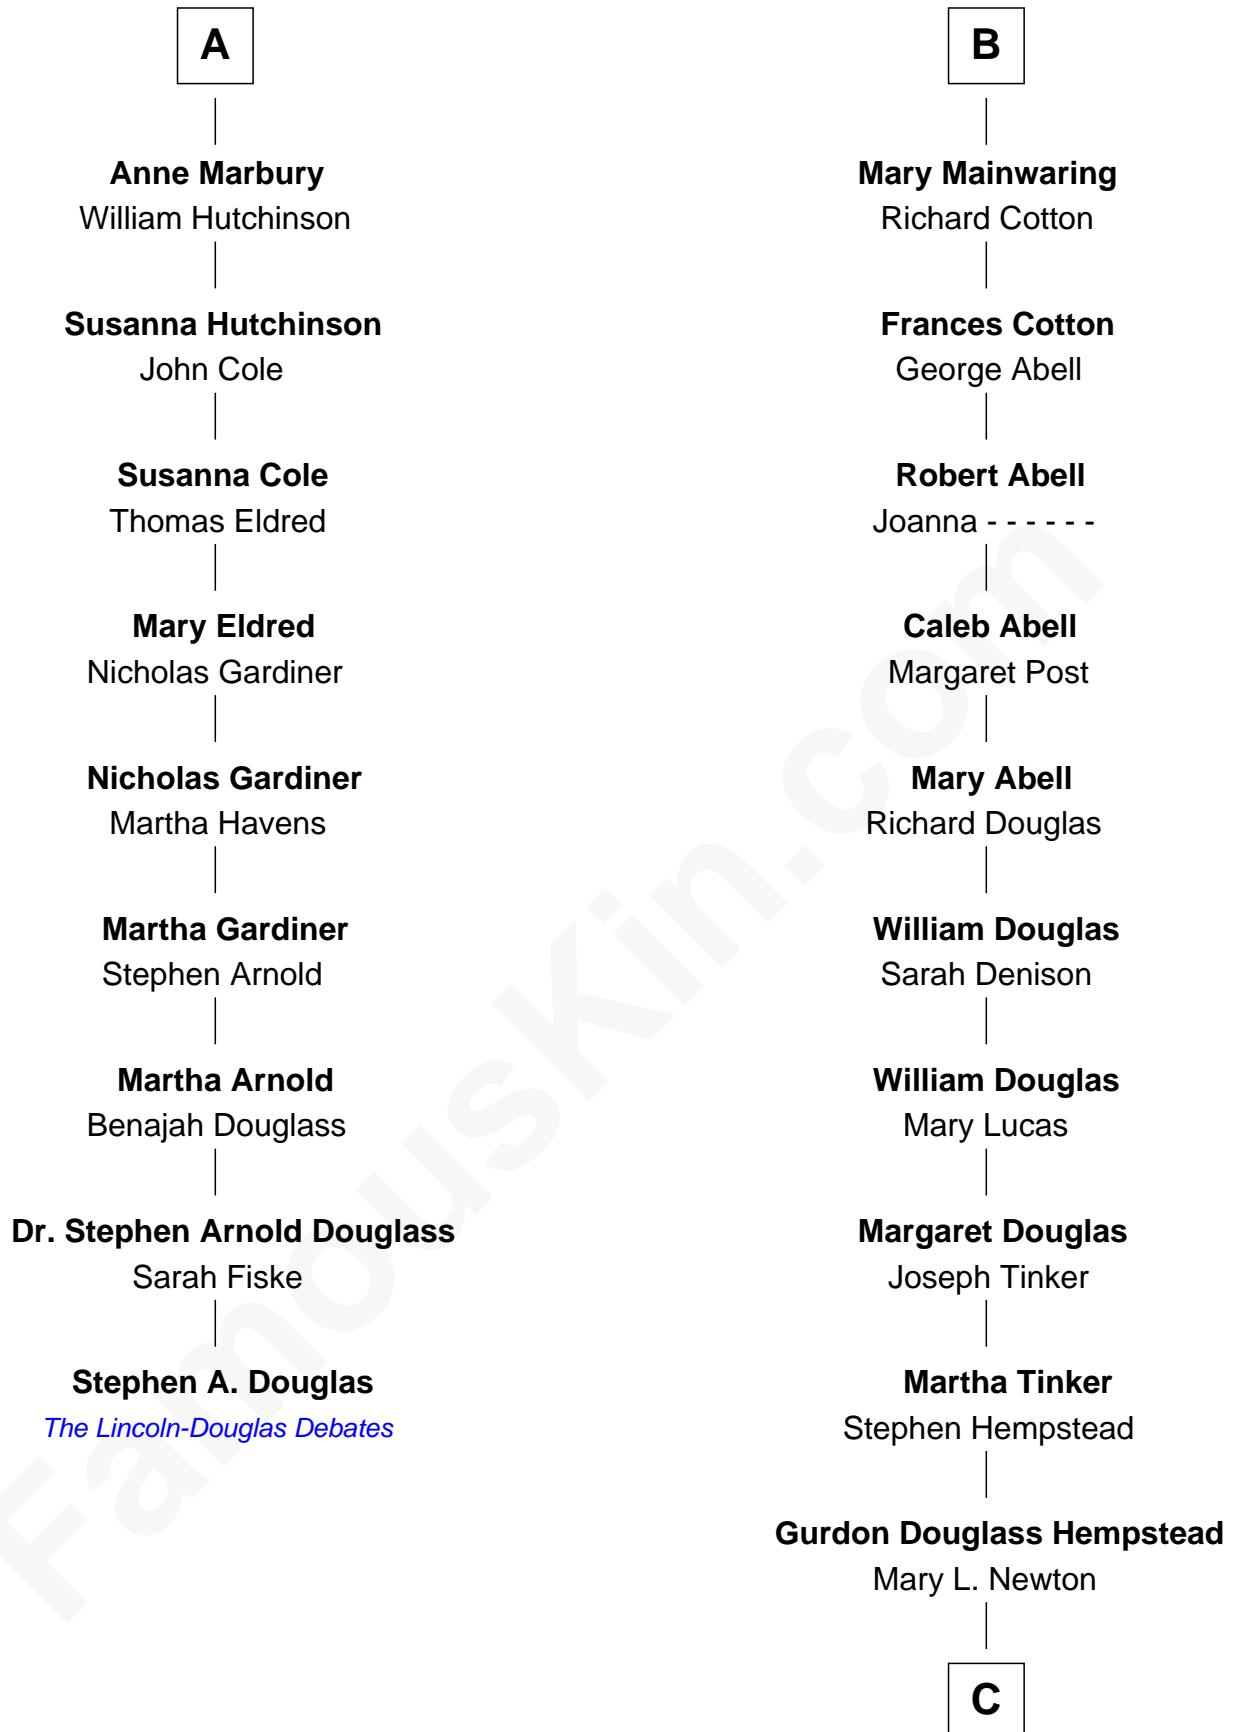 A
Anne Marbury
William Hutchinson
Susanna Hutchinson
John Cole
Susanna Cole
Thomas Eldred
Mary Eldred
Nicholas Gardiner
Nicholas Gardiner
Martha Havens
Martha Gardiner
Stephen Arnold
Martha Arnold
Benajah Douglass
Dr. Stephen Arnold Douglass
Sarah Fiske
Stephen A. Douglas
The Lincoln-Douglas Debates
B
Mary Mainwaring
Richard Cotton
Frances Cotton
George Abell
Robert Abell
Joanna - - - - - -
Caleb Abell
Margaret Post
Mary Abell
Richard Douglas
William Douglas
Sarah Denison
William Douglas
Mary Lucas
Margaret Douglas
Joseph Tinker
Martha Tinker
Stephen Hempstead
Gurdon Douglass Hempstead
Mary L. Newton
C
FamousKin.com